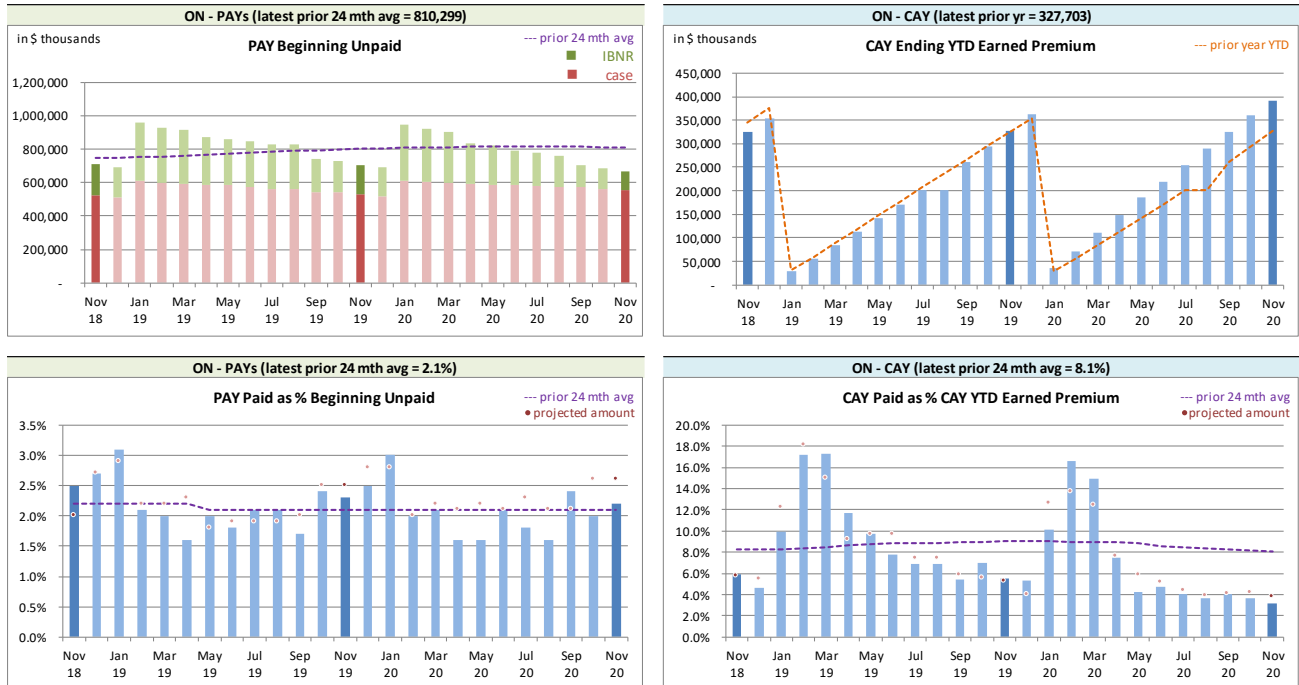 ON - PAYs (latest prior 24 mth avg = 810,299)
in $ thousands
PAY Beginning Unpaid
--- prior 24 mth avg
IBNR
case
1,200,000
1,000,000
800,000
600,000
400,000
200,000
-
Nov Jan Mar May Jul Sep Nov Jan Mar May Jul Sep Nov
18 19 19 19 19 19 19 20 20 20 20 20 20
ON - CAY (latest prior yr = 327,703)
in $ thousands
CAY Ending YTD Earned Premium
--- prior year YTD
450,000
400,000
350,000
300,000
250,000
200,000
150,000
100,000
50,000
-
Nov Jan Mar May Jul Sep Nov Jan Mar May Jul Sep Nov
18 19 19 19 19 19 19 20 20 20 20 20 20
ON - PAYs (latest prior 24 mth avg = 2.1%)
PAY Paid as % Beginning Unpaid
--- prior 24 mth avg
• projected amount
3.5%
3.0%
2.5%
2.0%
1.5%
1.0%
0.5%
0.0%
Nov Jan Mar May Jul Sep Nov Jan Mar May Jul Sep Nov
18 19 19 19 19 19 19 20 20 20 20 20 20
ON - CAY (latest prior 24 mth avg = 8.1%)
CAY Paid as % CAY YTD Earned Premium
--- prior 24 mth avg
• projected amount
20.0%
18.0%
16.0%
14.0%
12.0%
10.0%
8.0%
6.0%
4.0%
2.0%
0.0%
Nov Jan Mar May Jul Sep Nov Jan Mar May Jul Sep Nov
18 19 19 19 19 19 19 20 20 20 20 20 20